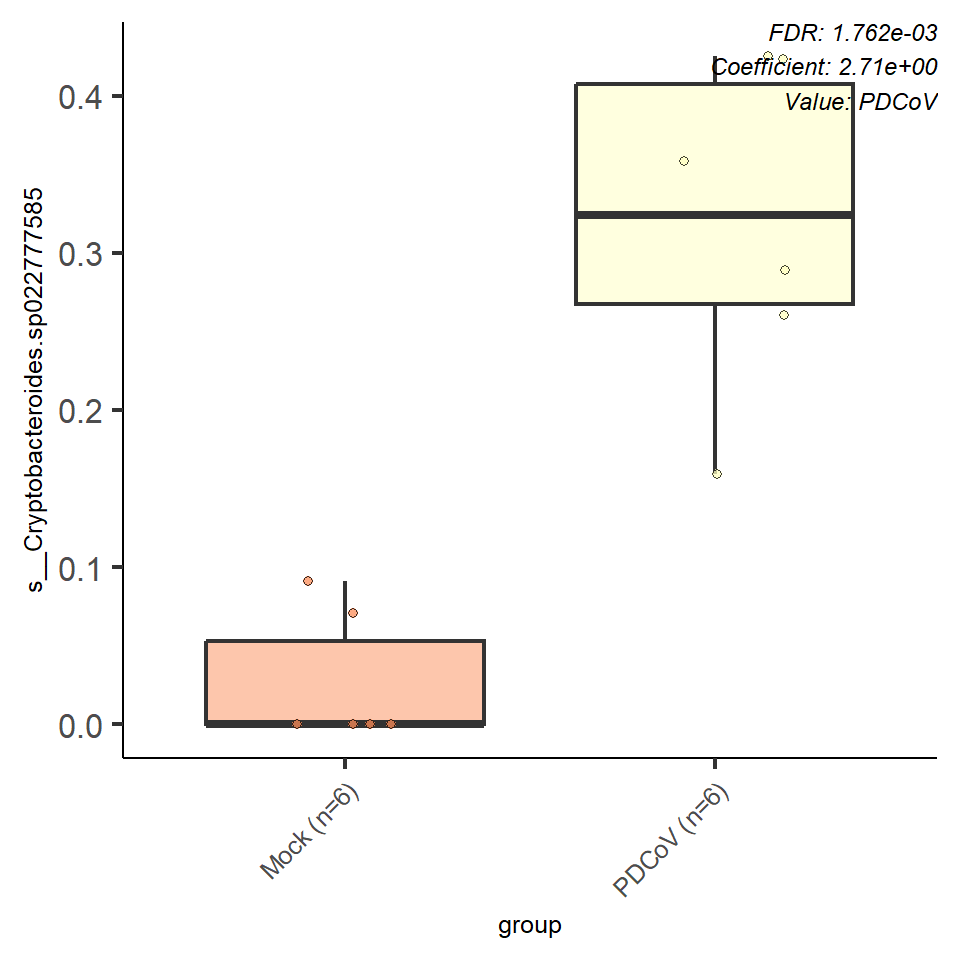 FDR: 1.762e-03
Coefficient: 2.71e+00
Value: PDCoV
0.4
0.3
0.2
0.1
0.0
s__Cryptobacteroides.sp022777585
Mock (n=6)
PDCoV (n=6)
group